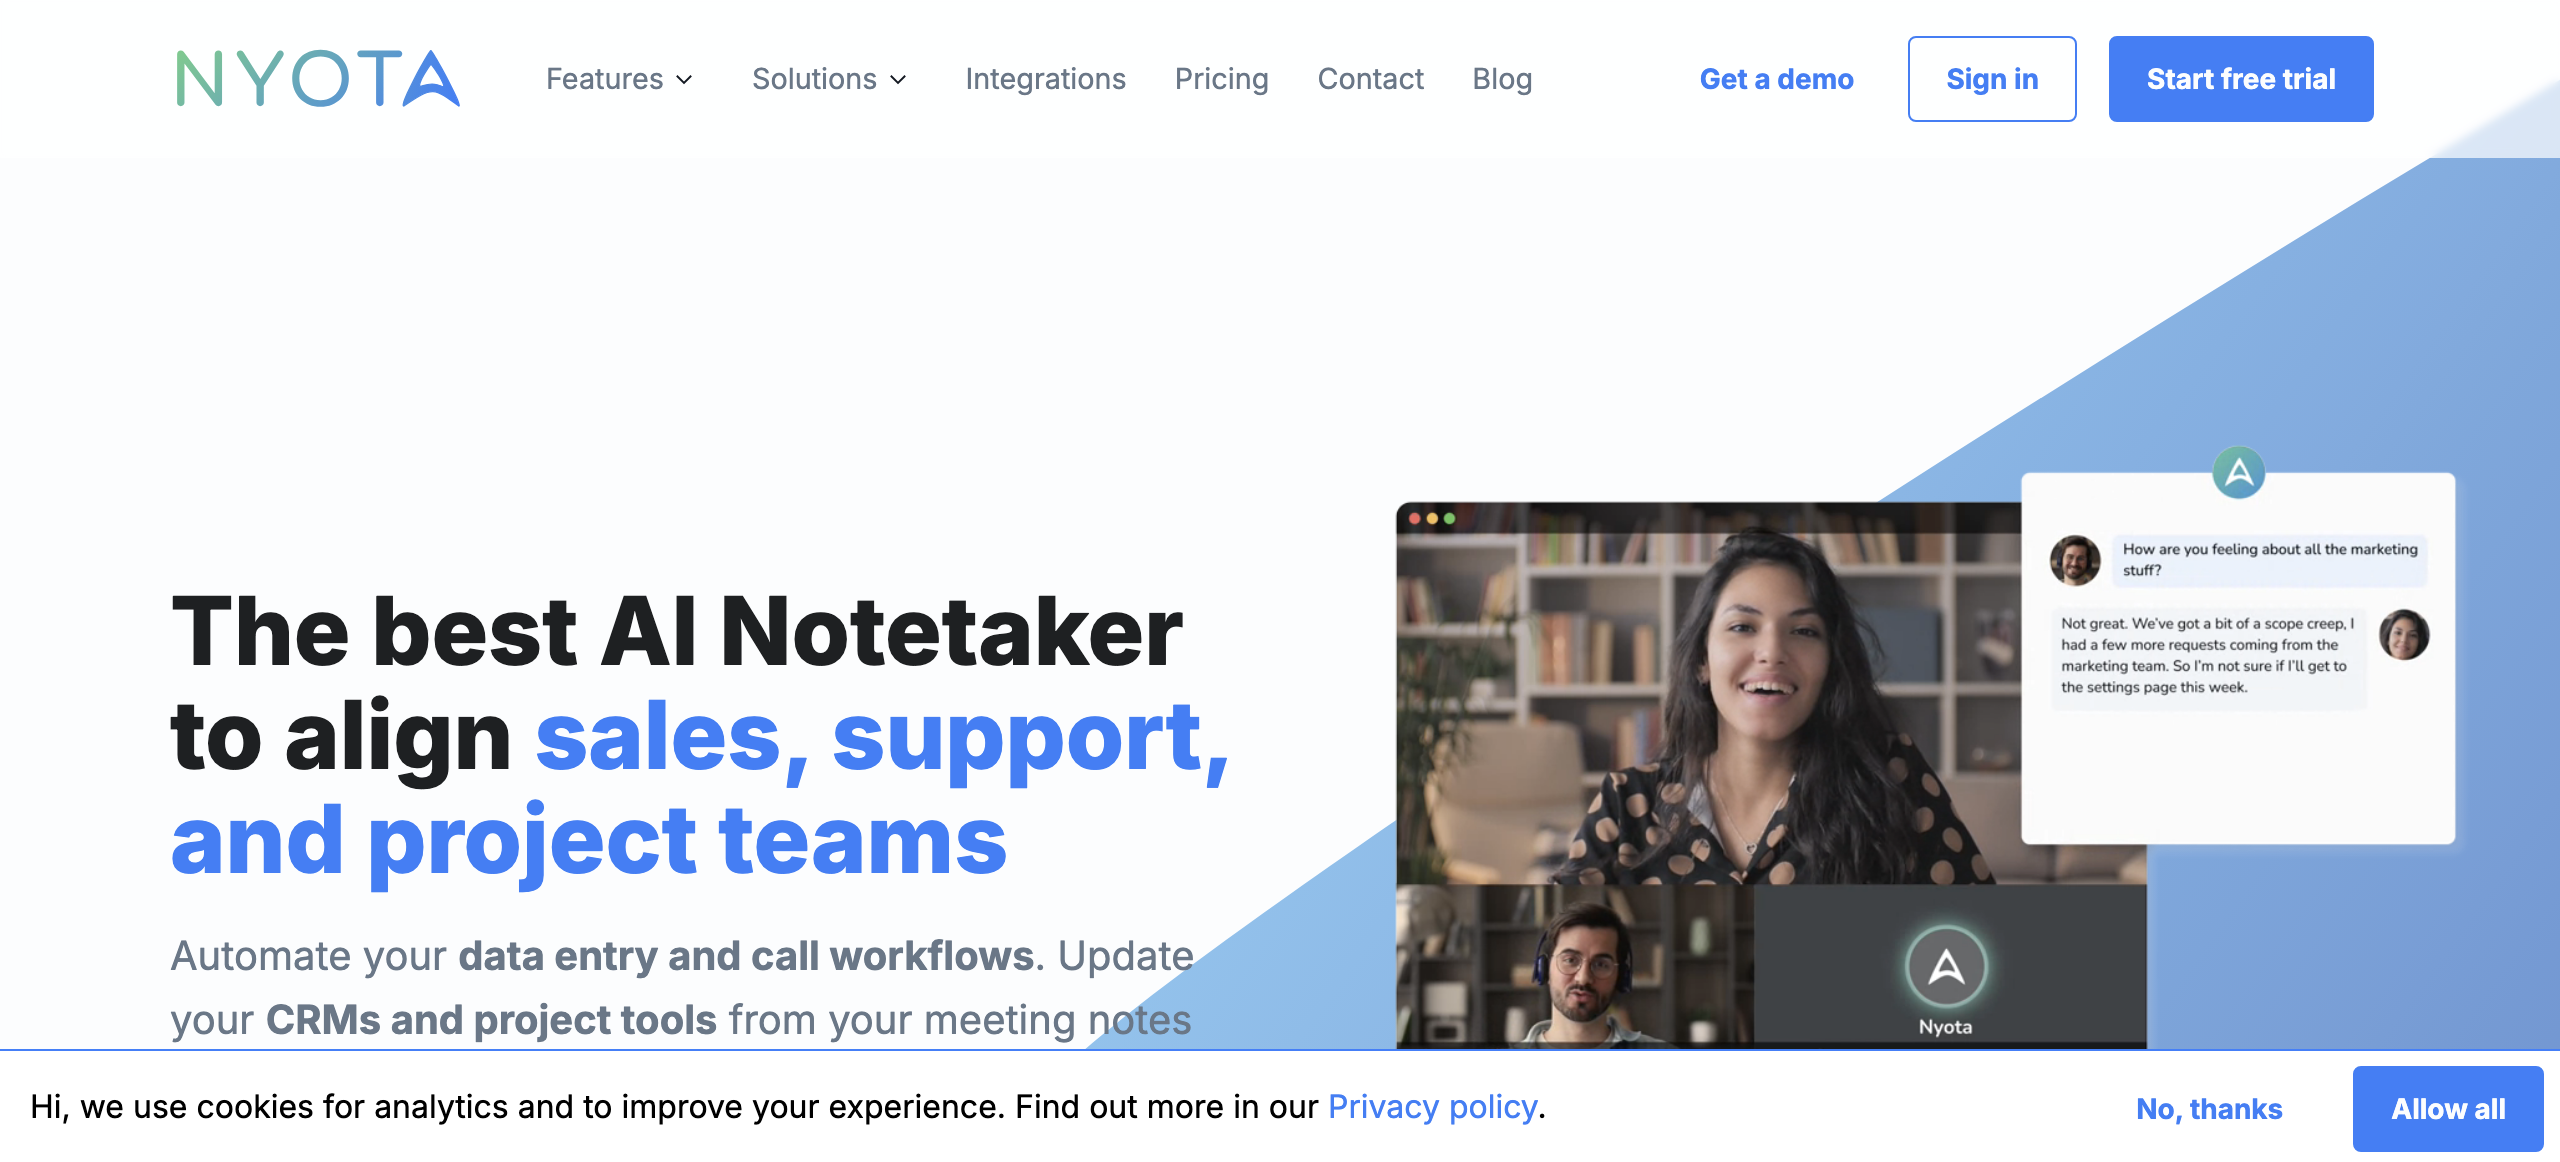 NYOTA
Features
Solutions
Integrations
Pricing
Contact
Blog
Get a demo
Sign in
Start free trial
The best AI Notetaker
to align sales, support,
and project teams
Automate your data entry and call workflows. Update
your CRMs and project tools from your meeting notes
How are you feeling about all the marketing
stuff?
Not great. We've got a bit of a scope creep, I
had a few more requests coming from the
marketing team. So I'm not sure if I'll get to
the settings page this week.
Nyota
Hi, we use cookies for analytics and to improve your experience. Find out more in our Privacy policy.
No, thanks
Allow all